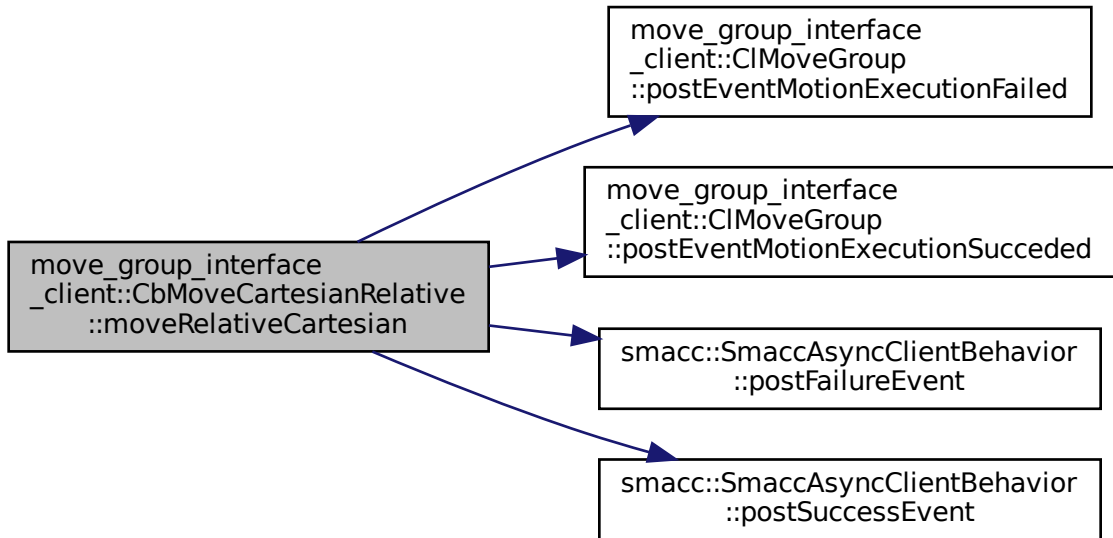 move_group_interface
_client::ClMoveGroup
::postEventMotionExecutionFailed
move_group_interface
_client::ClMoveGroup
::postEventMotionExecutionSucceded
move_group_interface
_client::CbMoveCartesianRelative
::moveRelativeCartesian
smacc::SmaccAsyncClientBehavior
::postFailureEvent
smacc::SmaccAsyncClientBehavior
::postSuccessEvent